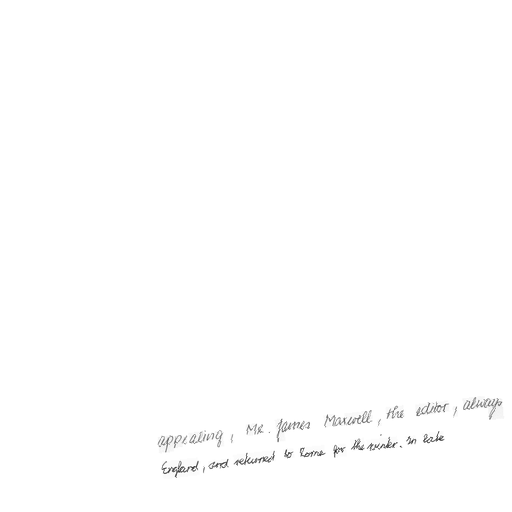 appealing, Mr. James Maxwell, the editor, always
England, and returned to Rome for the winter. In late